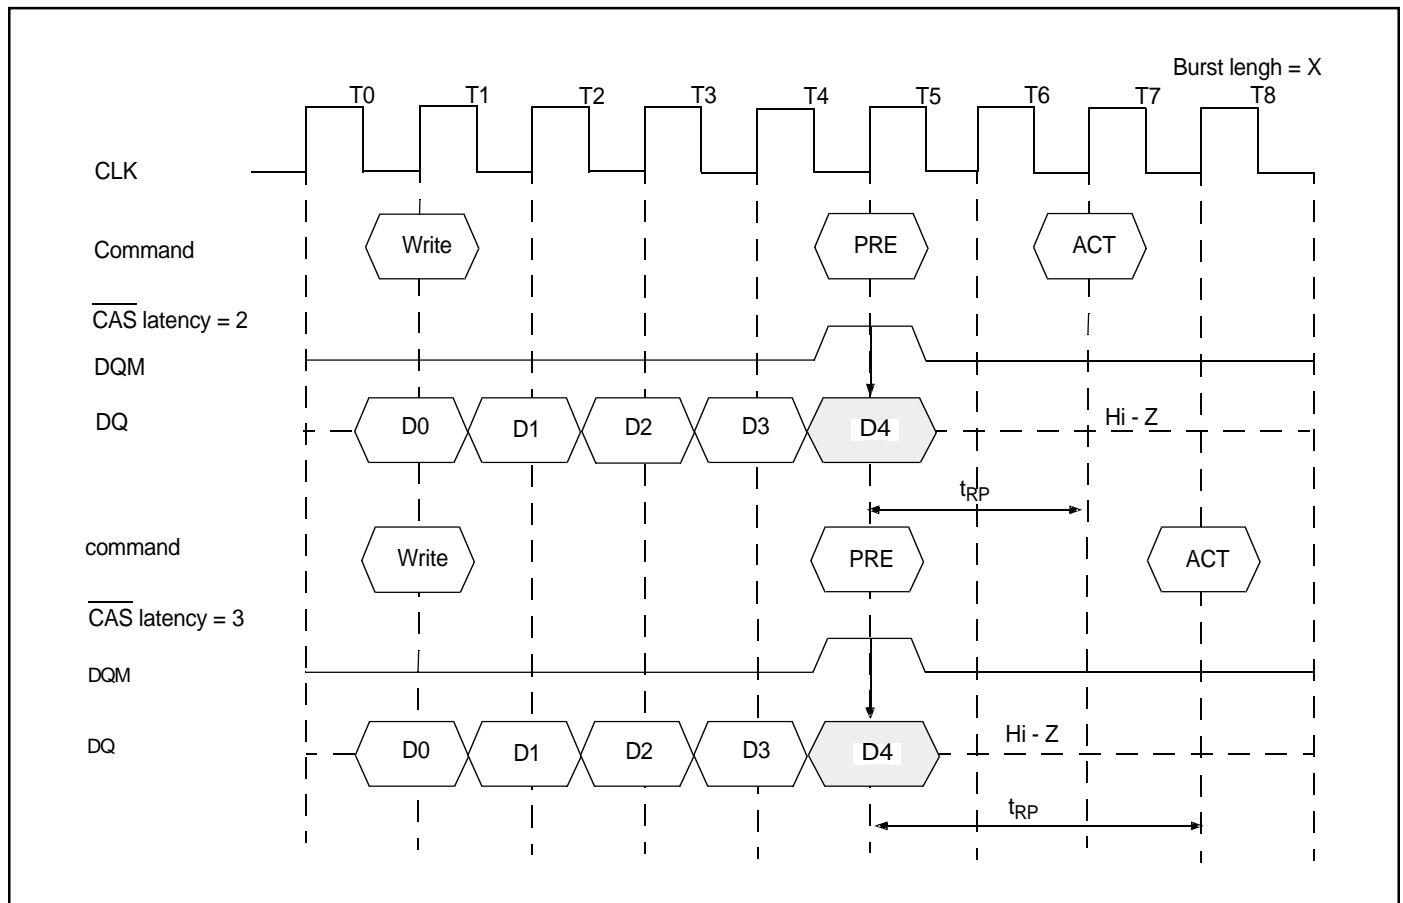 Burst lengh = X
T0 T1 T2 T3 T4 T5 T6 T7 T8
CLK
Command Write PRE ACT
CAS latency = 2
DQM
DQ D0 D1 D2 D3 D4 Hi - Z
tRP
command Write PRE ACT
CAS latency = 3
DQM
DQ D0 D1 D2 D3 D4 Hi - Z
tRP